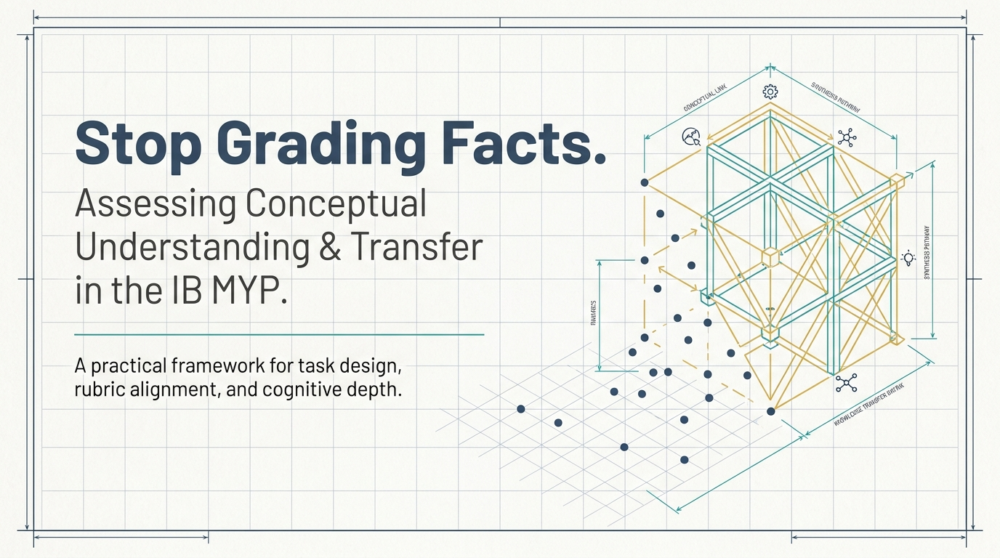 Stop Grading Facts.
Assessing Conceptual
Understanding & Transfer
in the IB MYP.
A practical framework for task design,
rubric alignment, and cognitive depth.